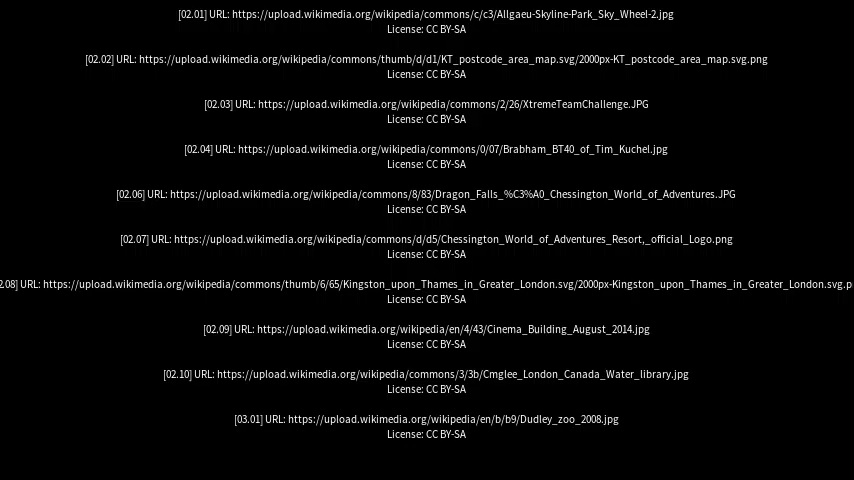 [02.01] URL: https://upload.wikimedia.org/wikipedia/commons/c/c3/Allgaeu-Skyline-Park_Sky_Wheel-2.jpg
License: CC BY-SA
[02.02] URL: https://upload.wikimedia.org/wikipedia/commons/thumb/d/d1/KT_postcode_area_map.svg/2000px-KT_postcode_area_map.svg.png
License: CC BY-SA
[02.03] URL: https://upload.wikimedia.org/wikipedia/commons/2/26/XtremeTeamChallenge.JPG
License: CC BY-SA
[02.04] URL: https://upload.wikimedia.org/wikipedia/commons/0/07/Brabham_BT40_of_Tim_Kuchel.jpg
License: CC BY-SA
[02.06] URL: https://upload.wikimedia.org/wikipedia/commons/8/83/Dragon_Falls_%C3%A0_Chessington_World_of_Adventures.JPG
License: CC BY-SA
[02.07] URL: https://upload.wikimedia.org/wikipedia/commons/d/d5/Chessington_World_of_Adventures_Resort,_official_Logo.png
License: CC BY-SA
2.08] URL: https://upload.wikimedia.org/wikipedia/commons/thumb/6/65/Kingston_upon_Thames_in_Greater_London.svg/2000px-Kingston_upon_Thames_in_Greater_London.svg.p
License: CC BY-SA
[02.09] URL: https://upload.wikimedia.org/wikipedia/en/4/43/Cinema_Building_August_2014.jpg
License: CC BY-SA
[02.10] URL: https://upload.wikimedia.org/wikipedia/commons/3/3b/Cmglee_London_Canada_Water_library.jpg
License: CC BY-SA
[03.01] URL: https://upload.wikimedia.org/wikipedia/en/b/b9/Dudley_zoo_2008.jpg
License: CC BY-SA